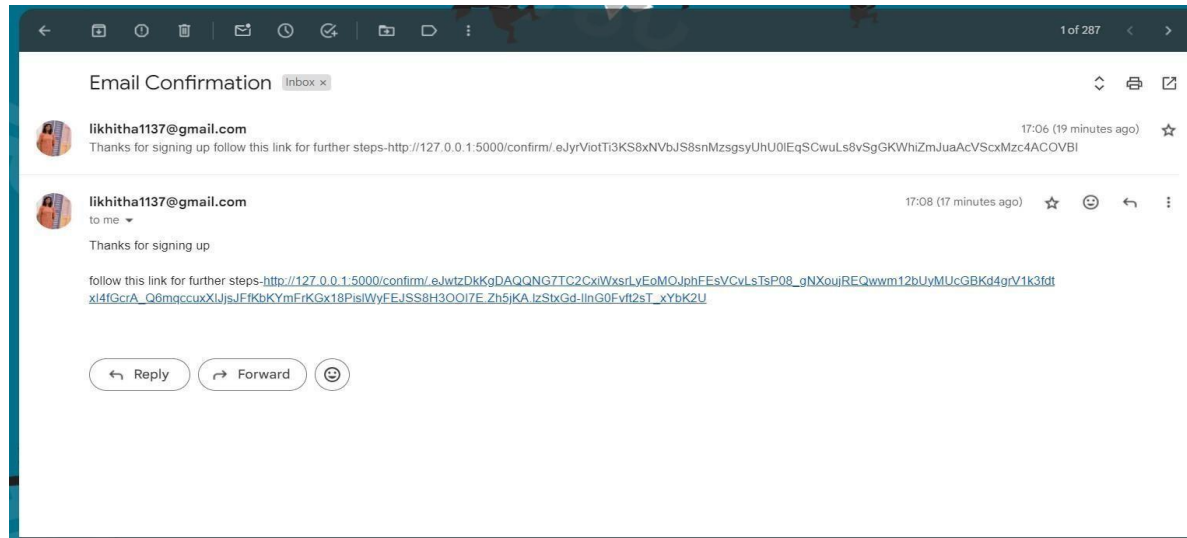 1 of 287
Email Confirmation Inbox ×
likhitha1137@gmail.com 17:06 (19 minutes ago)
Thanks for signing up follow this link for further steps-http://127.0.0.1:5000/confirm/.eJyrViotTi3KS8xNVbJS8snMzsgsyUhU0lEqSCwuLs8vSgGKWhiZmJuaAcVScxMzc4ACOVBI
likhitha1137@gmail.com 17:08 (17 minutes ago)
to me
Thanks for signing up
follow this link for further steps-http://127.0.0.1:5000/confirm/.eJwtzDkKgDAQQNG7TC2CxiWxsrLyEoMOJphFEsVCvLsTsP08_gNXoujREQwwm12bUyMUcGBKd4grV1k3fdt
xI4fGcrA_Q6mqccuxXlJjsJFfKbKYmFrKGx18PislWyFEJSS8H3OOI7E.Zh5jKA.IzStxGd-IlnG0Fvft2sT_xYbK2U
Reply Forward